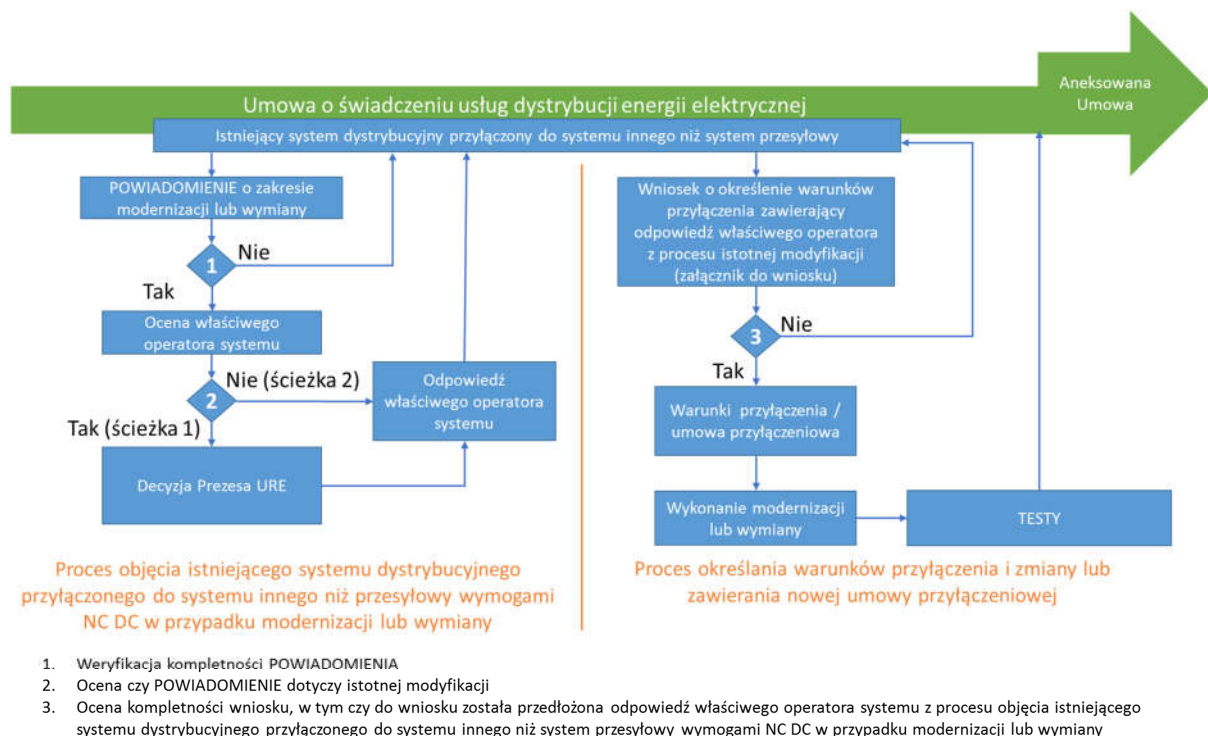 Aneksowana
Umowa
Umowa o świadczeniu usług dystrybucji energii elektrycznej
Istniejący system dystrybucyjny przyłączony do systemu innego niż system przesyłowy
POWIADOMIENIE o zakresie
modernizacji lub wymiany
1
Nie
Tak
Ocena właściwego
operatora systemu
2
Nie (ścieżka 2)
Tak (ścieżka 1)
Odpowiedź
właściwego operatora
systemu
Decyzja Prezesa URE
Wniosek o określenie warunków
przyłączenia zawierający
odpowiedź właściwego operatora
z procesu istotnej modyfikacji
(załącznik do wniosku)
3
Nie
Tak
Warunki przyłączenia /
umowa przyłączeniowa
Wykonanie modernizacji
lub wymiany
TESTY
Proces objęcia istniejącego systemu dystrybucyjnego
przyłączonego do systemu innego niż przesyłowy wymogami
NC DC w przypadku modernizacji lub wymiany
Proces określania warunków przyłączenia i zmiany lub
zawierania nowej umowy przyłączeniowej
1. Weryfikacja kompletności POWIADOMIENIA
2. Ocena czy POWIADOMIENIE dotyczy istotnej modyfikacji
3. Ocena kompletności wniosku, w tym czy do wniosku została przedłożona odpowiedź właściwego operatora systemu z procesu objęcia istniejącego
systemu dystrybucyjnego przyłączonego do systemu innego niż system przesyłowy wymogami NC DC w przypadku modernizacji lub wymiany